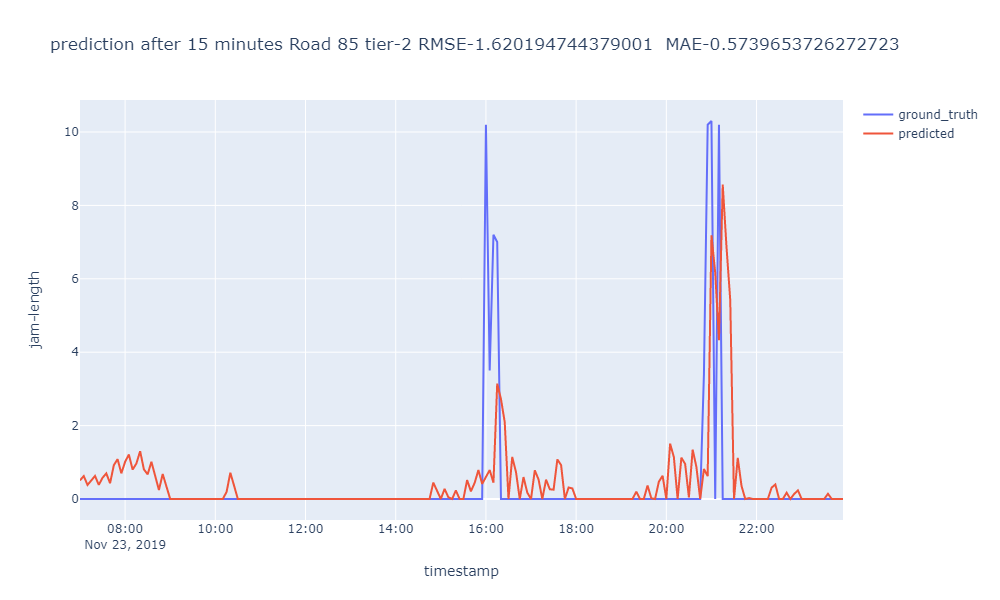 prediction after 15 minutes Road 85 tier-2 RMSE-1.620194744379001  MAE-0.5739653726272723
ground_truth
predicted
10
8
6
4
2
0
jam-length
08:00 10:00 12:00 14:00 16:00 18:00 20:00 22:00
Nov 23, 2019
timestamp